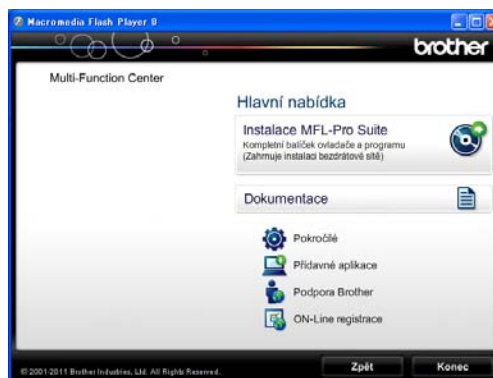 Macromedia Flash Player 8
brother
Multi-Function Center
Hlavní nabídka
Instalace MFL-Pro Suite
Kompletní balíček ovladače a programu
(Zahrnuje instalaci bezdrátové sítě)
Dokumentace
Pokročilé
Přídavné aplikace
Podpora Brother
ON-Line registrace
© 2001-2011 Brother Industries, Ltd. All Rights Reserved.
Zpět
Konec